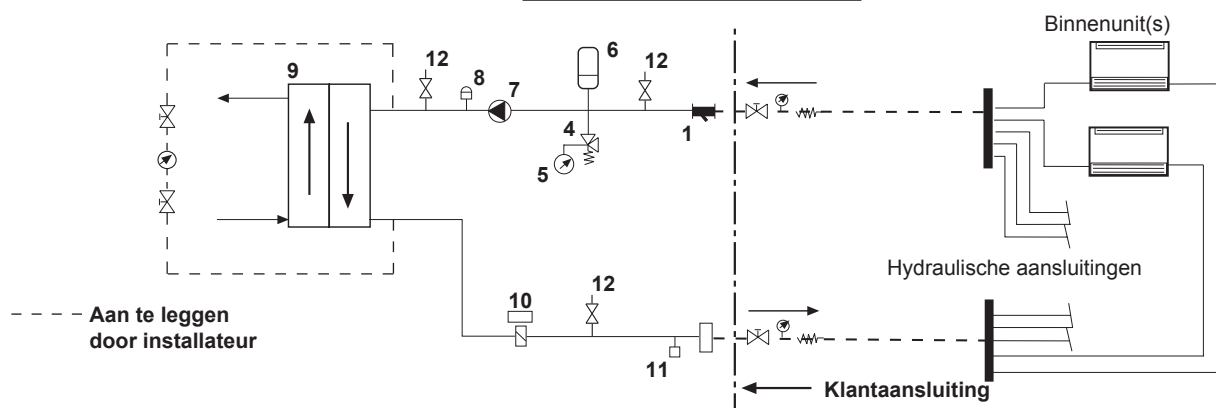 Binnenunit(s)
12
6
12
9
8
7
4
1
5
Hydraulische aansluitingen
12
10
Aan te leggen
door installateur
11
Klantaansluiting